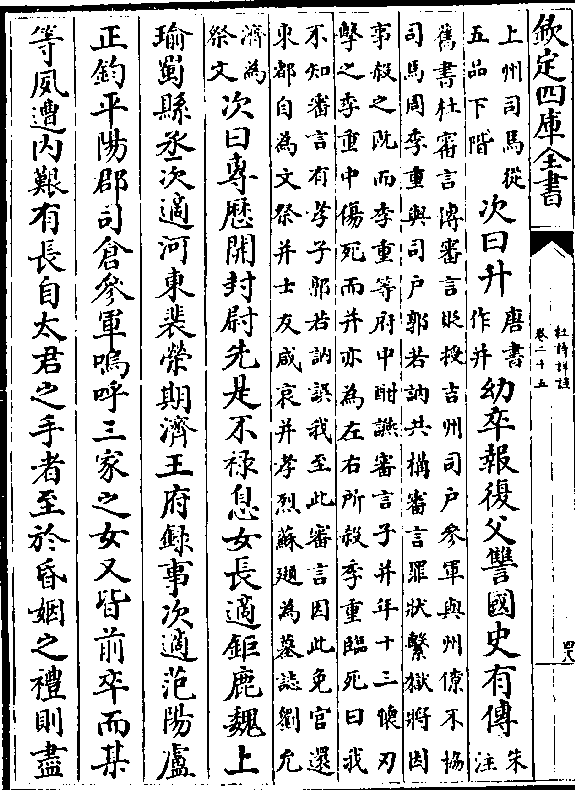 欽定四庫全書
杜詩詳註
卷二十五
上州司馬從
五品下階
次曰升
唐書
作并
幼卒報復父讐國史有傳
朱
注
舊書杜審言傳審言貶授吉州司戶參軍與州僚不協
司馬周季重與司戶郭若訥共構審言罪狀繫獄將因
事殺之既而季重等府中酣讌審言子并年十三懷刃
擊之季重中傷死而并亦為左右所殺季重臨死曰我
不知審言有孝子郭若訥誤我至此審言因此免官還
東都自為文祭并士友咸哀并孝烈蘇頲為墓誌劉允
濟為
祭文
次曰專歷開封尉先是不祿息女長適鉅鹿魏上
瑜蜀縣丞次適河東裴榮期濟王府錄事次適范陽盧
正鈞平陽郡司倉參軍嗚呼三家之女又皆前卒而某
等夙遭內艱有長自太君之手者至於昏姻之禮則盡